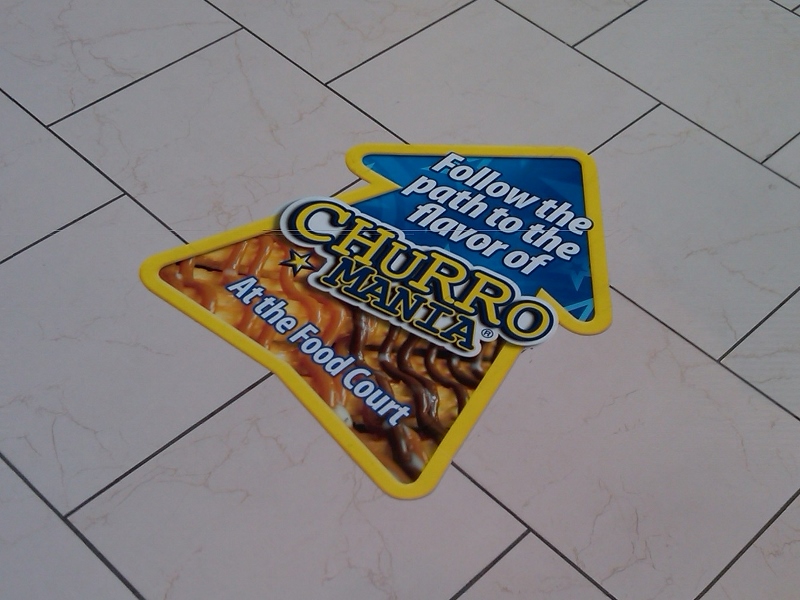 Follow the
path to the
flavor of
CHURRO
MANIA®
At the Food Court